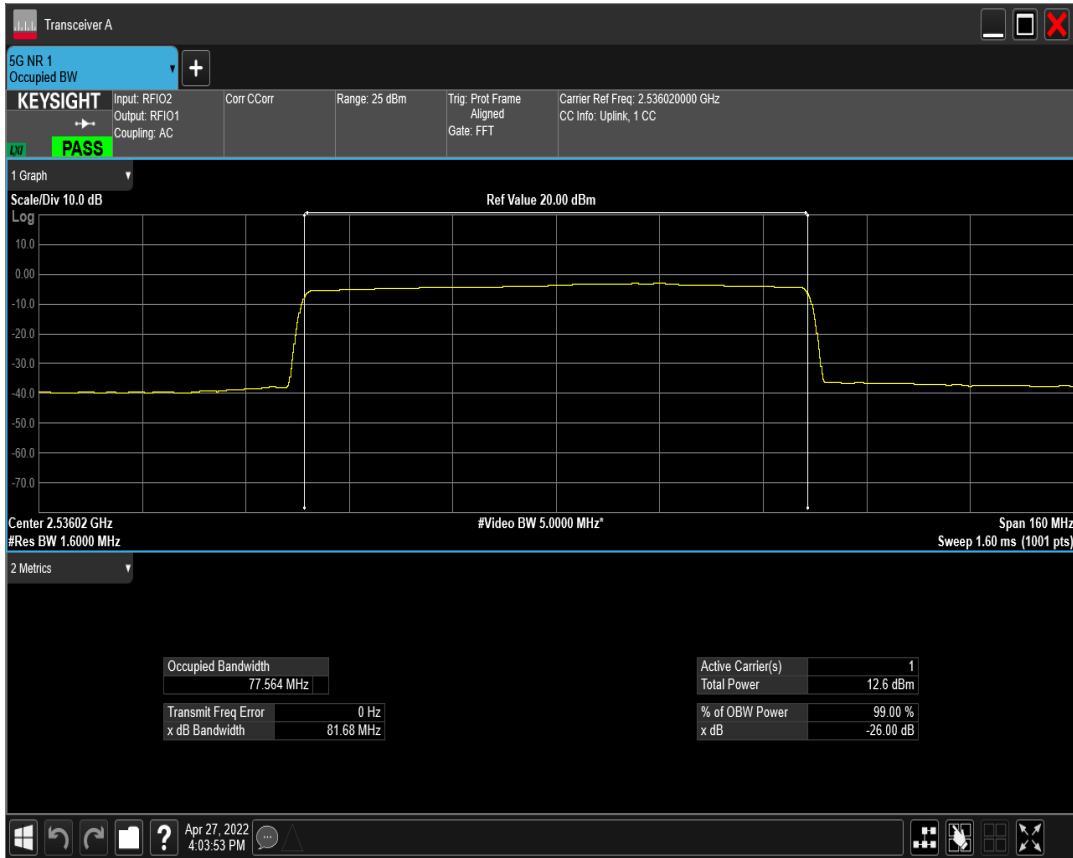 Transceiver A
5G NR 1
Occupied BW
KEYSIGHT
LXI
PASS
Input: RFIO2
Output: RFIO1
Coupling: AC
Corr CCorr
Range: 25 dBm
Trig: Prot Frame
Aligned
Gate: FFT
Carrier Ref Freq: 2.536020000 GHz
CC Info: Uplink, 1 CC
1 Graph
Scale/Div 10.0 dB
Ref Value 20.00 dBm
Log
10.0
0.00
-10.0
-20.0
-30.0
-40.0
-50.0
-60.0
-70.0
Center 2.53602 GHz
#Video BW 5.0000 MHz*
Span 160 MHz
#Res BW 1.6000 MHz
Sweep 1.60 ms (1001 pts)
2 Metrics
Occupied Bandwidth
77.564 MHz
Transmit Freq Error 0 Hz
x dB Bandwidth 81.68 MHz
Active Carrier(s) 1
Total Power 12.6 dBm
% of OBW Power 99.00 %
x dB -26.00 dB
Apr 27, 2022
4:03:53 PM